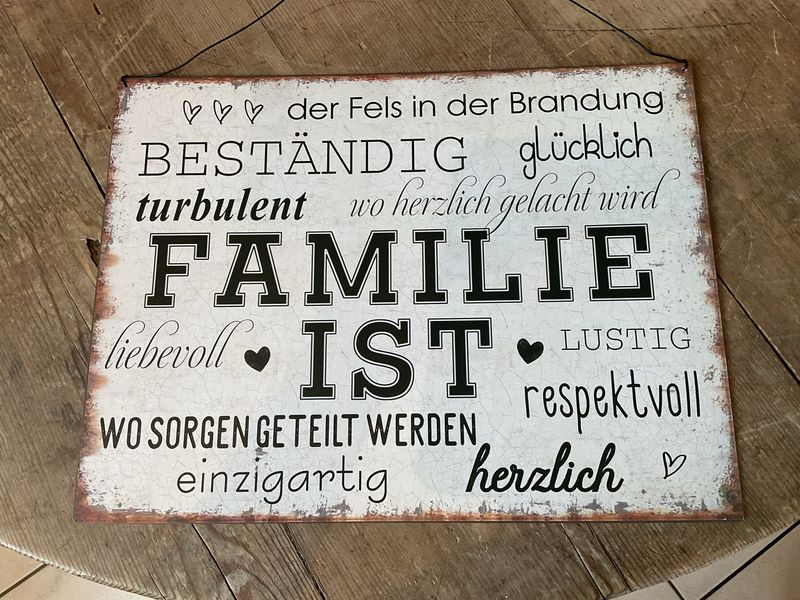 der Fels in der Brandung
BESTÄNDIG glücklich
turbulent wo herzlich gelacht wird
FAMILIE
liebevoll IST LUSTIG
respektvoll
WO SORGEN GETEILT WERDEN
einzigartig herzlich